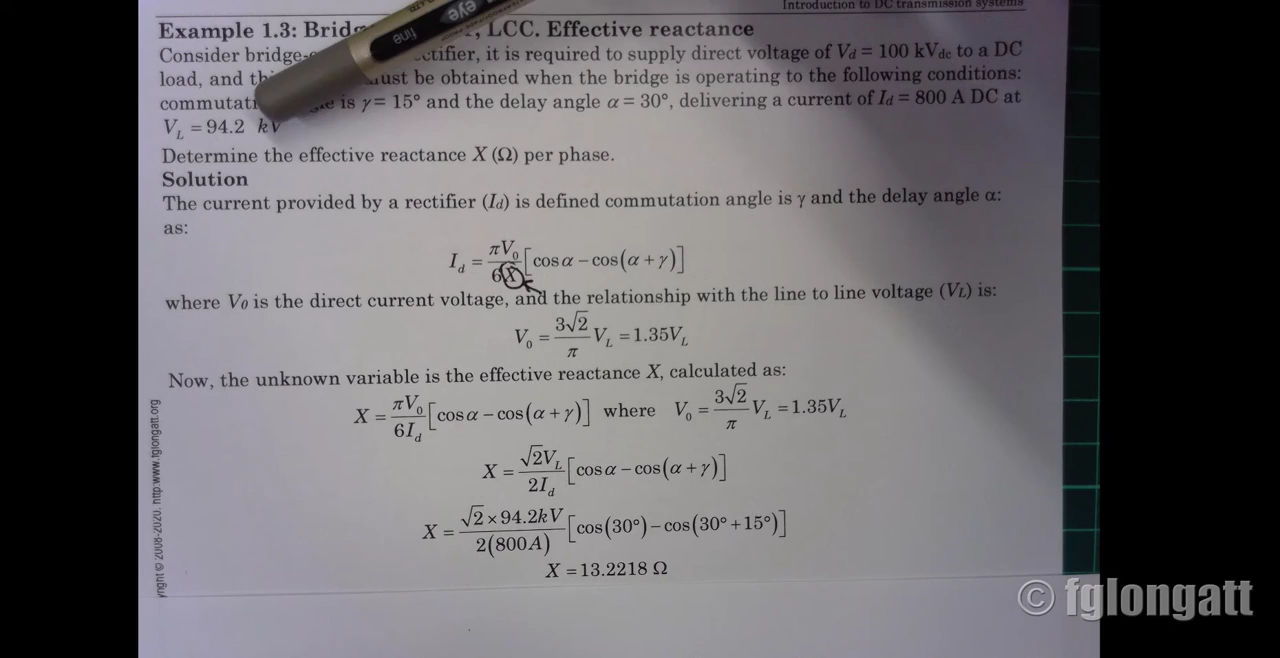 Introduction to DC transmission systems
Example 1.3: Bridg , LCC. Effective reactance
Consider bridge- ctifier, it is required to supply direct voltage of Vd = 100 kVdc to a DC
load, and th ust be obtained when the bridge is operating to the following conditions:
commutati le is γ = 15° and the delay angle α = 30°, delivering a current of Id = 800 A DC at
VL = 94.2 kV
Determine the effective reactance X (Ω) per phase.
Solution
The current provided by a rectifier (Id) is defined commutation angle is γ and the delay angle α:
as:
Id = πV0/6X [cos α − cos(α + γ)]
where V0 is the direct current voltage, and the relationship with the line to line voltage (VL) is:
V0 = 3√2/π VL = 1.35VL
Now, the unknown variable is the effective reactance X, calculated as:
X = πV0/6Id [cos α − cos(α + γ)] where V0 = 3√2/π VL = 1.35VL
X = √2VL/2Id [cos α − cos(α + γ)]
X = √2 × 94.2kV/2(800A) [cos(30°) − cos(30° + 15°)]
X = 13.2218 Ω
yright © 2008-2020. http:www.fglongatt.org
eye
fine
© fglongatt